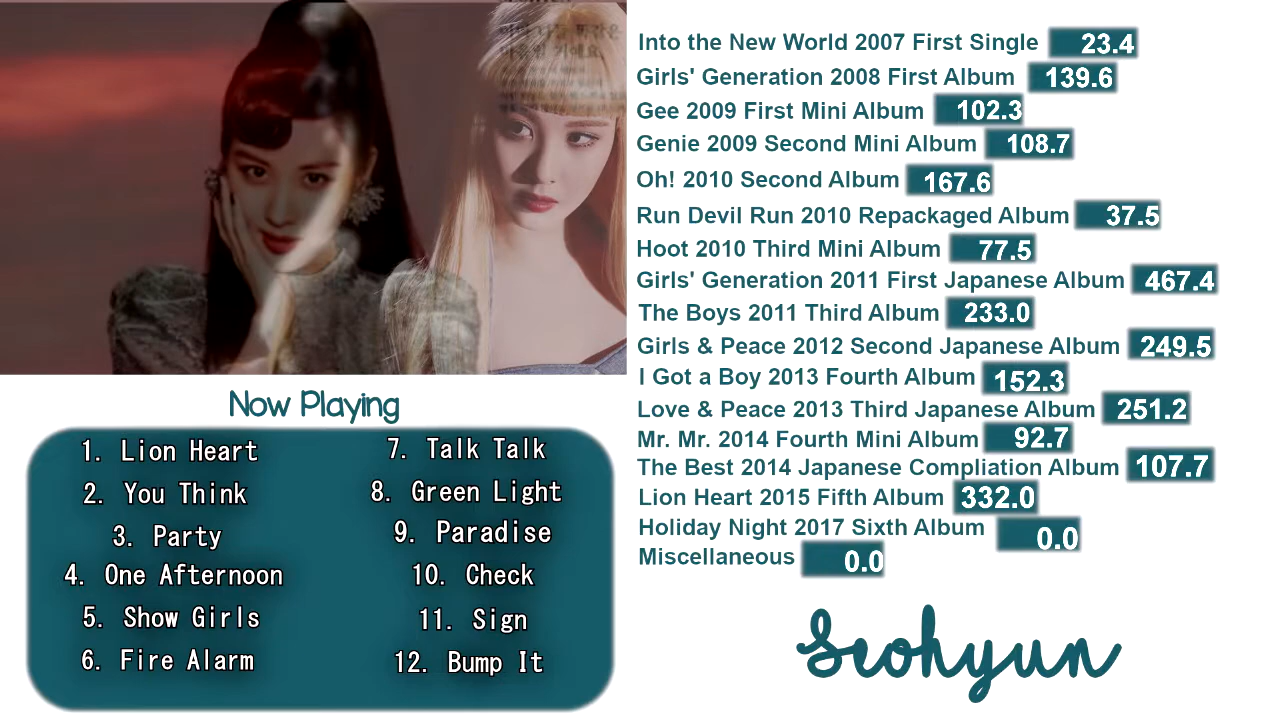 Into the New World 2007 First Single 23.4
Girls' Generation 2008 First Album 139.6
Gee 2009 First Mini Album 102.3
Genie 2009 Second Mini Album 108.7
Oh! 2010 Second Album 167.6
Run Devil Run 2010 Repackaged Album 37.5
Hoot 2010 Third Mini Album 77.5
Girls' Generation 2011 First Japanese Album 467.4
The Boys 2011 Third Album 233.0
Girls & Peace 2012 Second Japanese Album 249.5
I Got a Boy 2013 Fourth Album 152.3
Love & Peace 2013 Third Japanese Album 251.2
Mr. Mr. 2014 Fourth Mini Album 92.7
The Best 2014 Japanese Compliation Album 107.7
Lion Heart 2015 Fifth Album 332.0
Holiday Night 2017 Sixth Album 0.0
Miscellaneous 0.0
Now Playing
1. Lion Heart
2. You Think
3. Party
4. One Afternoon
5. Show Girls
6. Fire Alarm
7. Talk Talk
8. Green Light
9. Paradise
10. Check
11. Sign
12. Bump It
Seohyun